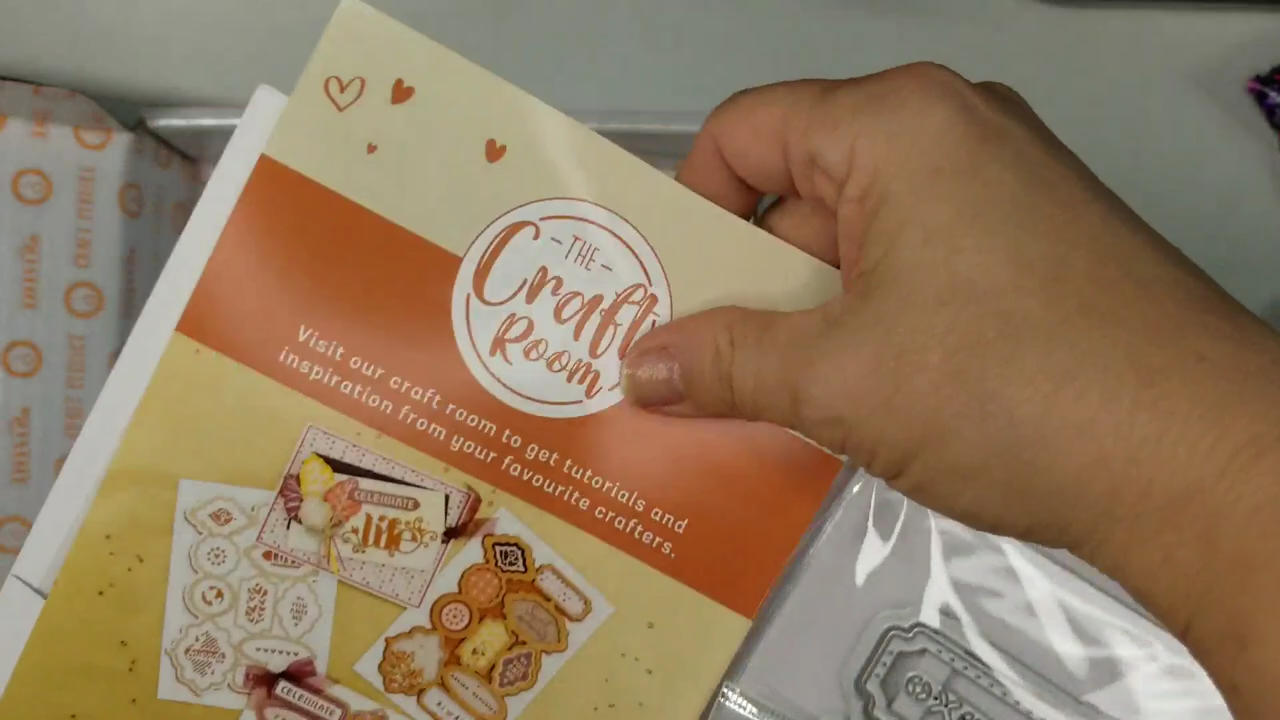 THE
Craft
Room
Visit our craft room to get tutorials and
inspiration from your favourite crafters.
CELEBRATE
life
CELEBRATE